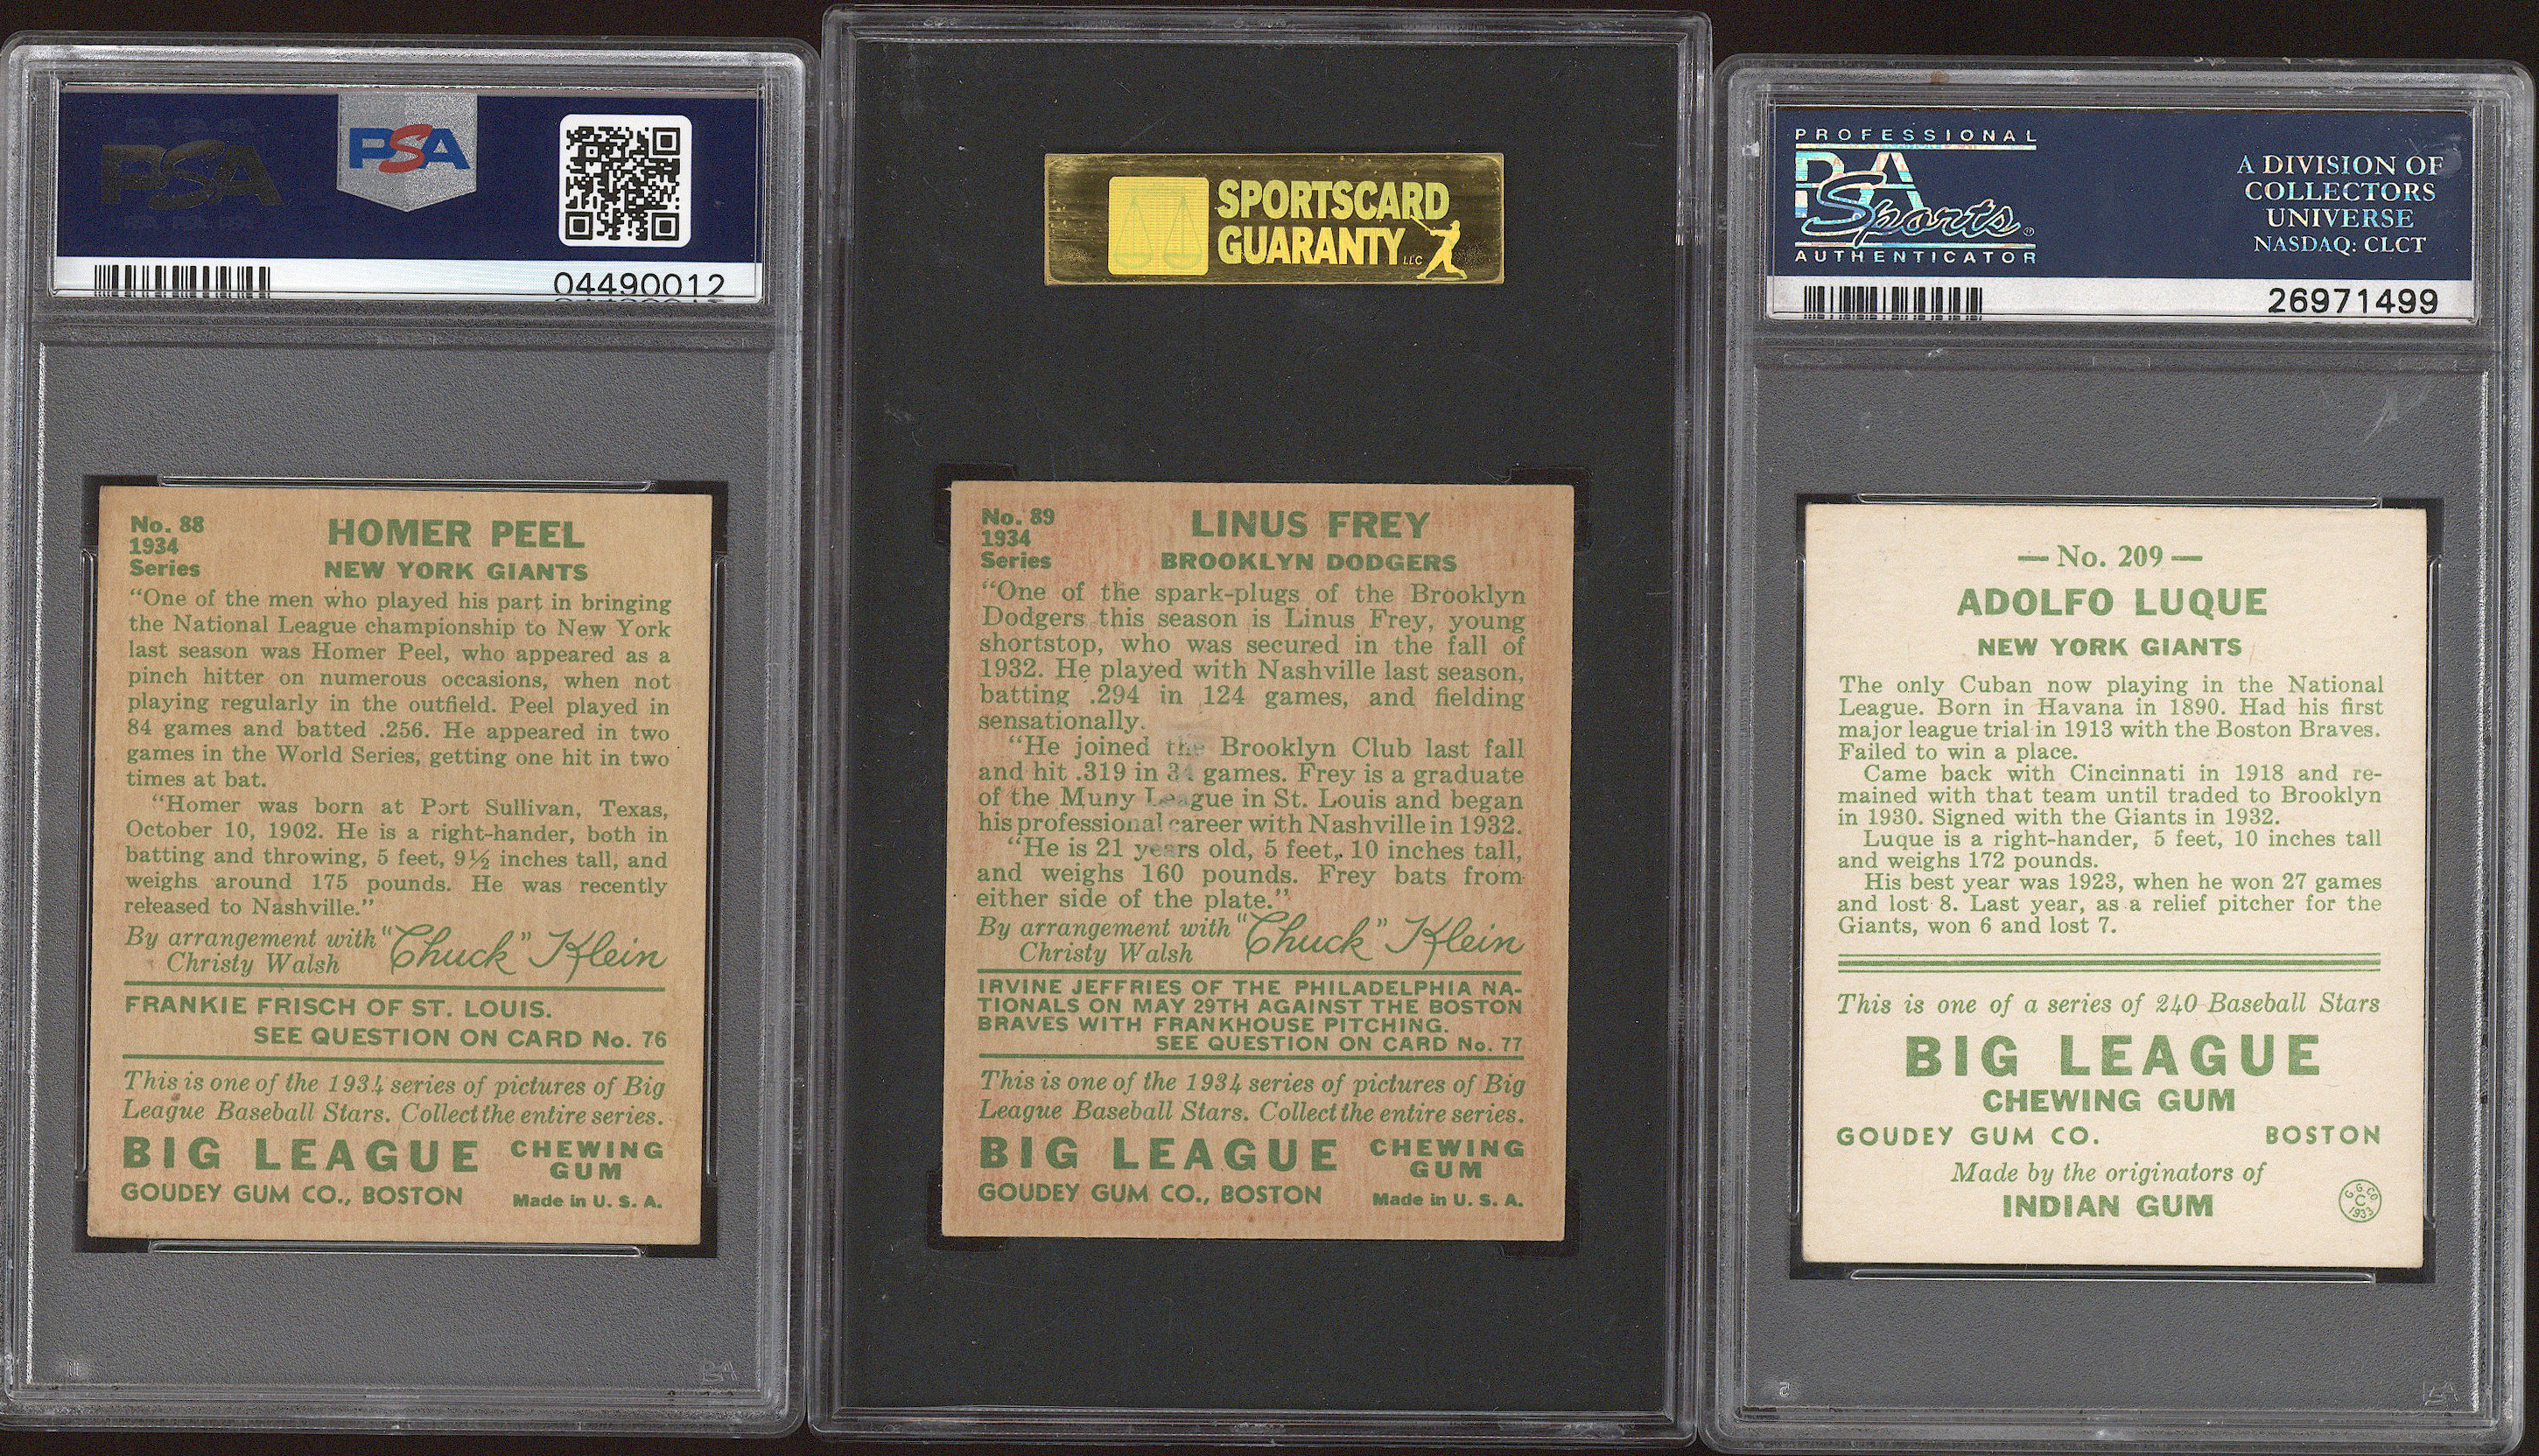 PSA
PSA
04490012
No. 88
1934
Series
HOMER PEEL
NEW YORK GIANTS
“One of the men who played his part in bringing
the National League championship to New York
last season was Homer Peel, who appeared as a
pinch hitter on numerous occasions, when not
playing regularly in the outfield. Peel played in
84 games and batted .256. He appeared in two
games in the World Series, getting one hit in two
times at bat.
“Homer was born at Port Sullivan, Texas,
October 10, 1902. He is a right-hander, both in
batting and throwing, 5 feet, 9½ inches tall, and
weighs around 175 pounds. He was recently
released to Nashville.”
By arrangement with “Chuck” Klein
Christy Walsh
FRANKIE FRISCH OF ST. LOUIS.
SEE QUESTION ON CARD No. 76
This is one of the 1934 series of pictures of Big
League Baseball Stars. Collect the entire series.
BIG LEAGUE CHEWING
GUM
GOUDEY GUM CO., BOSTON Made in U. S. A.
SPORTSCARD
GUARANTY LLC
No. 89
1934
Series
LINUS FREY
BROOKLYN DODGERS
“One of the spark-plugs of the Brooklyn
Dodgers this season is Linus Frey, young
shortstop, who was secured in the fall of
1932. He played with Nashville last season,
batting .294 in 124 games, and fielding
sensationally.
“He joined the Brooklyn Club last fall
and hit .319 in 34 games. Frey is a graduate
of the Muny League in St. Louis and began
his professional career with Nashville in 1932.
“He is 21 years old, 5 feet, 10 inches tall,
and weighs 160 pounds. Frey bats from
either side of the plate.”
By arrangement with “Chuck” Klein
Christy Walsh
IRVINE JEFFRIES OF THE PHILADELPHIA NA-
TIONALS ON MAY 29TH AGAINST THE BOSTON
BRAVES WITH FRANKHOUSE PITCHING.
SEE QUESTION ON CARD No. 77
This is one of the 1934 series of pictures of Big
League Baseball Stars. Collect the entire series.
BIG LEAGUE CHEWING
GUM
GOUDEY GUM CO., BOSTON Made in U. S. A.
PROFESSIONAL
PSA
Sports®
AUTHENTICATOR
A DIVISION OF
COLLECTORS
UNIVERSE
NASDAQ: CLCT
26971499
— No. 209 —
ADOLFO LUQUE
NEW YORK GIANTS
The only Cuban now playing in the National
League. Born in Havana in 1890. Had his first
major league trial in 1913 with the Boston Braves.
Failed to win a place.
Came back with Cincinnati in 1918 and re-
mained with that team until traded to Brooklyn
in 1930. Signed with the Giants in 1932.
Luque is a right-hander, 5 feet, 10 inches tall
and weighs 172 pounds.
His best year was 1923, when he won 27 games
and lost 8. Last year, as a relief pitcher for the
Giants, won 6 and lost 7.
This is one of a series of 240 Baseball Stars
BIG LEAGUE
CHEWING GUM
GOUDEY GUM CO. BOSTON
Made by the originators of
INDIAN GUM
G. G. CO.
C
1933